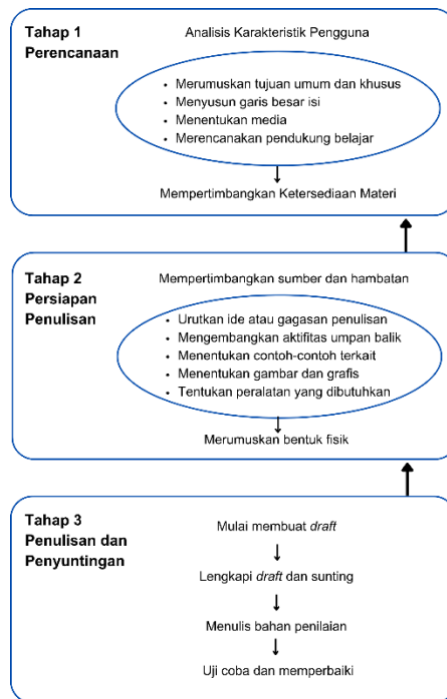 Tahap 1
Perencanaan
Analisis Karakteristik Pengguna
• Merumuskan tujuan umum dan khusus
• Menyusun garis besar isi
• Menentukan media
• Merencanakan pendukung belajar
Mempertimbangkan Ketersediaan Materi
Tahap 2
Persiapan
Penulisan
Mempertimbangkan sumber dan hambatan
• Urutkan ide atau gagasan penulisan
• Mengembangkan aktifitas umpan balik
• Menentukan contoh-contoh terkait
• Menentukan gambar dan grafis
• Tentukan peralatan yang dibutuhkan
Merumuskan bentuk fisik
Tahap 3
Penulisan dan
Penyuntingan
Mulai membuat draft
Lengkapi draft dan sunting
Menulis bahan penilaian
Uji coba dan memperbaiki